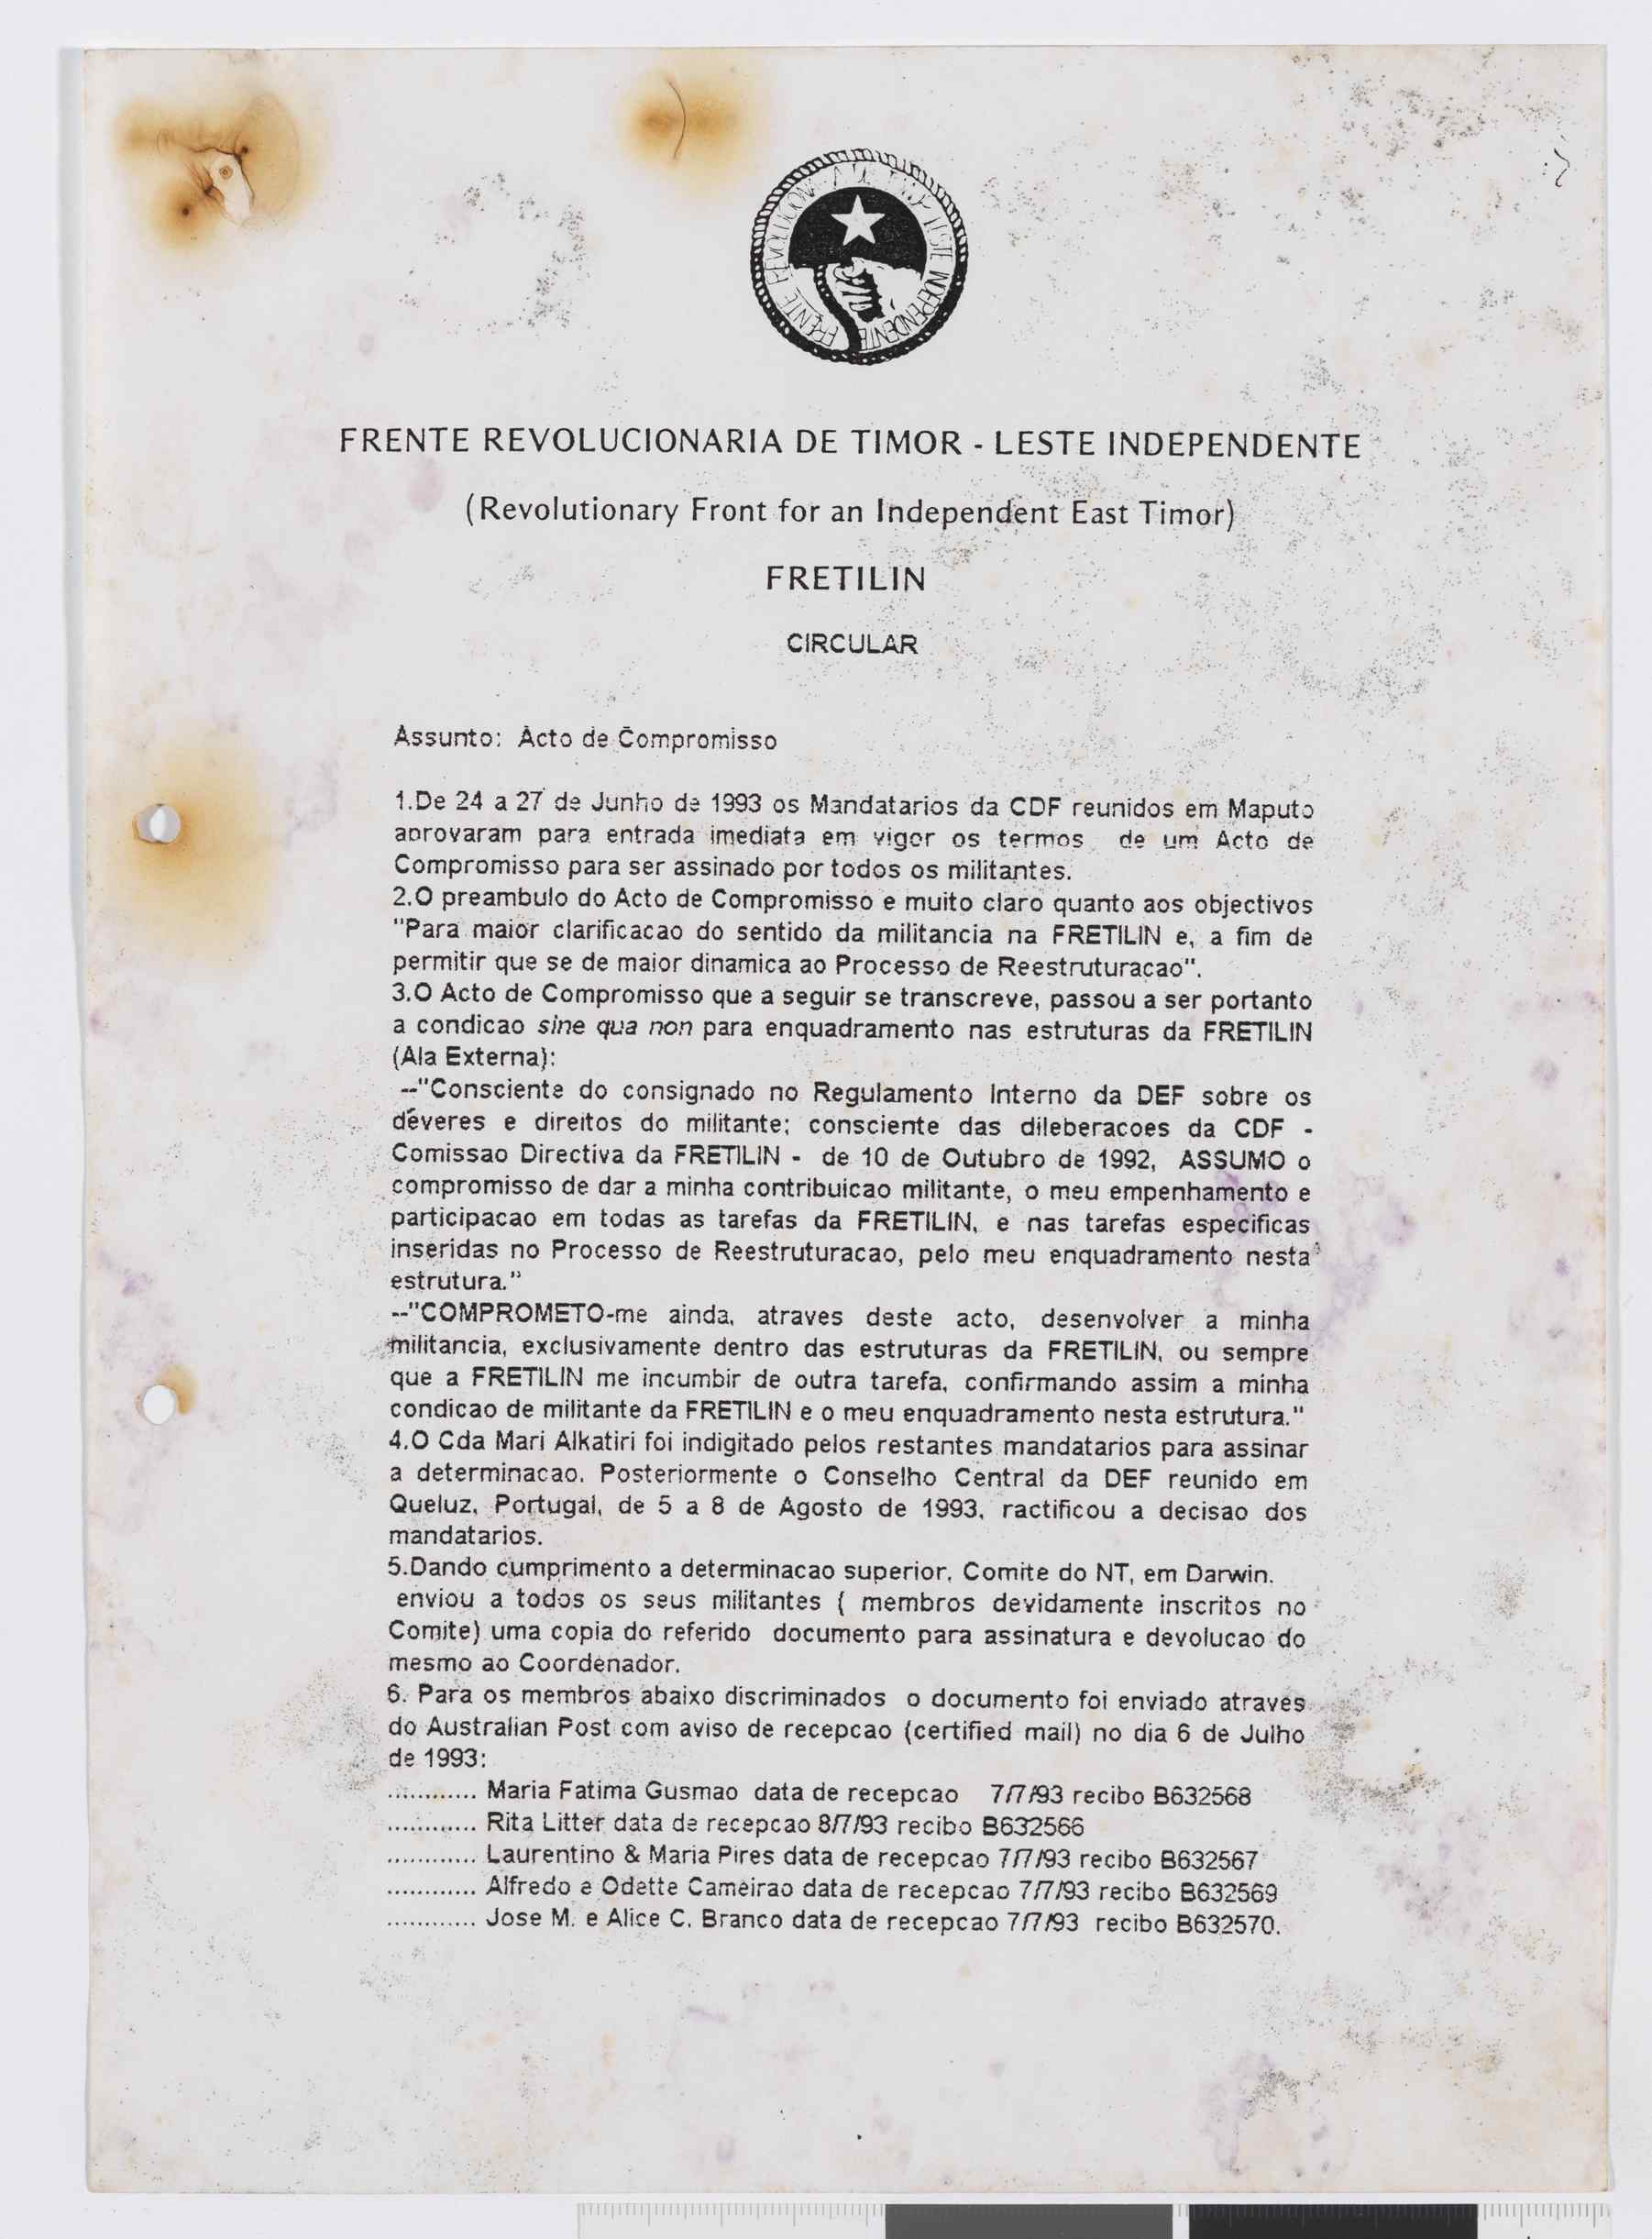 FRENTE REVOLUCIONARIA DE TIMOR LESTE INDEPENDENTE
FRENTE REVOLUCIONARIA DE TIMOR - LESTE INDEPENDENTE
(Revolutionary Front for an Independent East Timor)
FRETILIN
CIRCULAR
Assunto: Acto de Compromisso
1.De 24 a 27 de Junho de 1993 os Mandatarios da CDF reunidos em Maputo
aprovaram para entrada imediata em vigor os termos de um Acto de
Compromisso para ser assinado por todos os militantes.
2.O preambulo do Acto de Compromisso e muito claro quanto aos objectivos
"Para maior clarificacao do sentido da militancia na FRETILIN e, a fim de
permitir que se de maior dinamica ao Processo de Reestruturacao".
3.O Acto de Compromisso que a seguir se transcreve, passou a ser portanto
a condicao sine qua non para enquadramento nas estruturas da FRETILIN
(Ala Externa):
--"Consciente do consignado no Regulamento Interno da DEF sobre os
deveres e direitos do militante; consciente das dileberacoes da CDF -
Comissao Directiva da FRETILIN - de 10 de Outubro de 1992, ASSUMO o
compromisso de dar a minha contribuicao militante, o meu empenhamento e
participacao em todas as tarefas da FRETILIN, e nas tarefas especificas
inseridas no Processo de Reestruturacao, pelo meu enquadramento nesta
estrutura."
--"COMPROMETO-me ainda, atraves deste acto, desenvolver a minha
militancia, exclusivamente dentro das estruturas da FRETILIN, ou sempre
que a FRETILIN me incumbir de outra tarefa, confirmando assim a minha
condicao de militante da FRETILIN e o meu enquadramento nesta estrutura."
4.O Cda Mari Alkatiri foi indigitado pelos restantes mandatarios para assinar
a determinacao. Posteriormente o Conselho Central da DEF reunido em
Queluz, Portugal, de 5 a 8 de Agosto de 1993, ractificou a decisao dos
mandatarios.
5.Dando cumprimento a determinacao superior, Comite do NT, em Darwin.
enviou a todos os seus militantes ( membros devidamente inscritos no
Comite) uma copia do referido documento para assinatura e devolucao do
mesmo ao Coordenador.
6. Para os membros abaixo discriminados o documento foi enviado atraves
do Australian Post com aviso de recepcao (certified mail) no dia 6 de Julho
de 1993:
............ Maria Fatima Gusmao data de recepcao 7/7/93 recibo B632568
............ Rita Litter data de recepcao 8/7/93 recibo B632566
............ Laurentino & Maria Pires data de recepcao 7/7/93 recibo B632567
............ Alfredo e Odette Cameirao data de recepcao 7/7/93 recibo B632569
............ Jose M. e Alice C. Branco data de recepcao 7/7/93 recibo B632570.